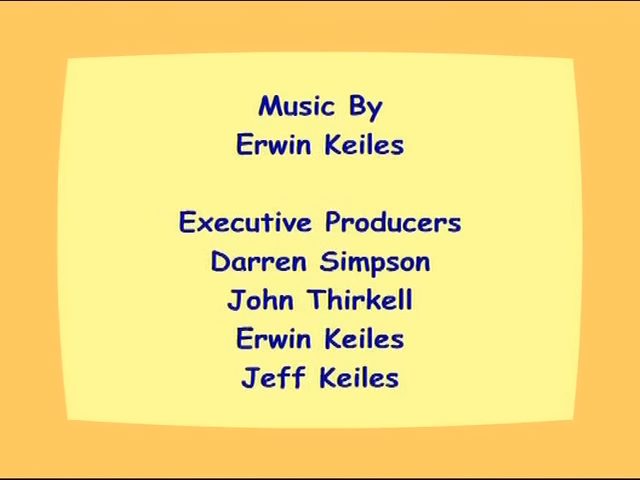 Music By
Erwin Keiles
Executive Producers
Darren Simpson
John Thirkell
Erwin Keiles
Jeff Keiles